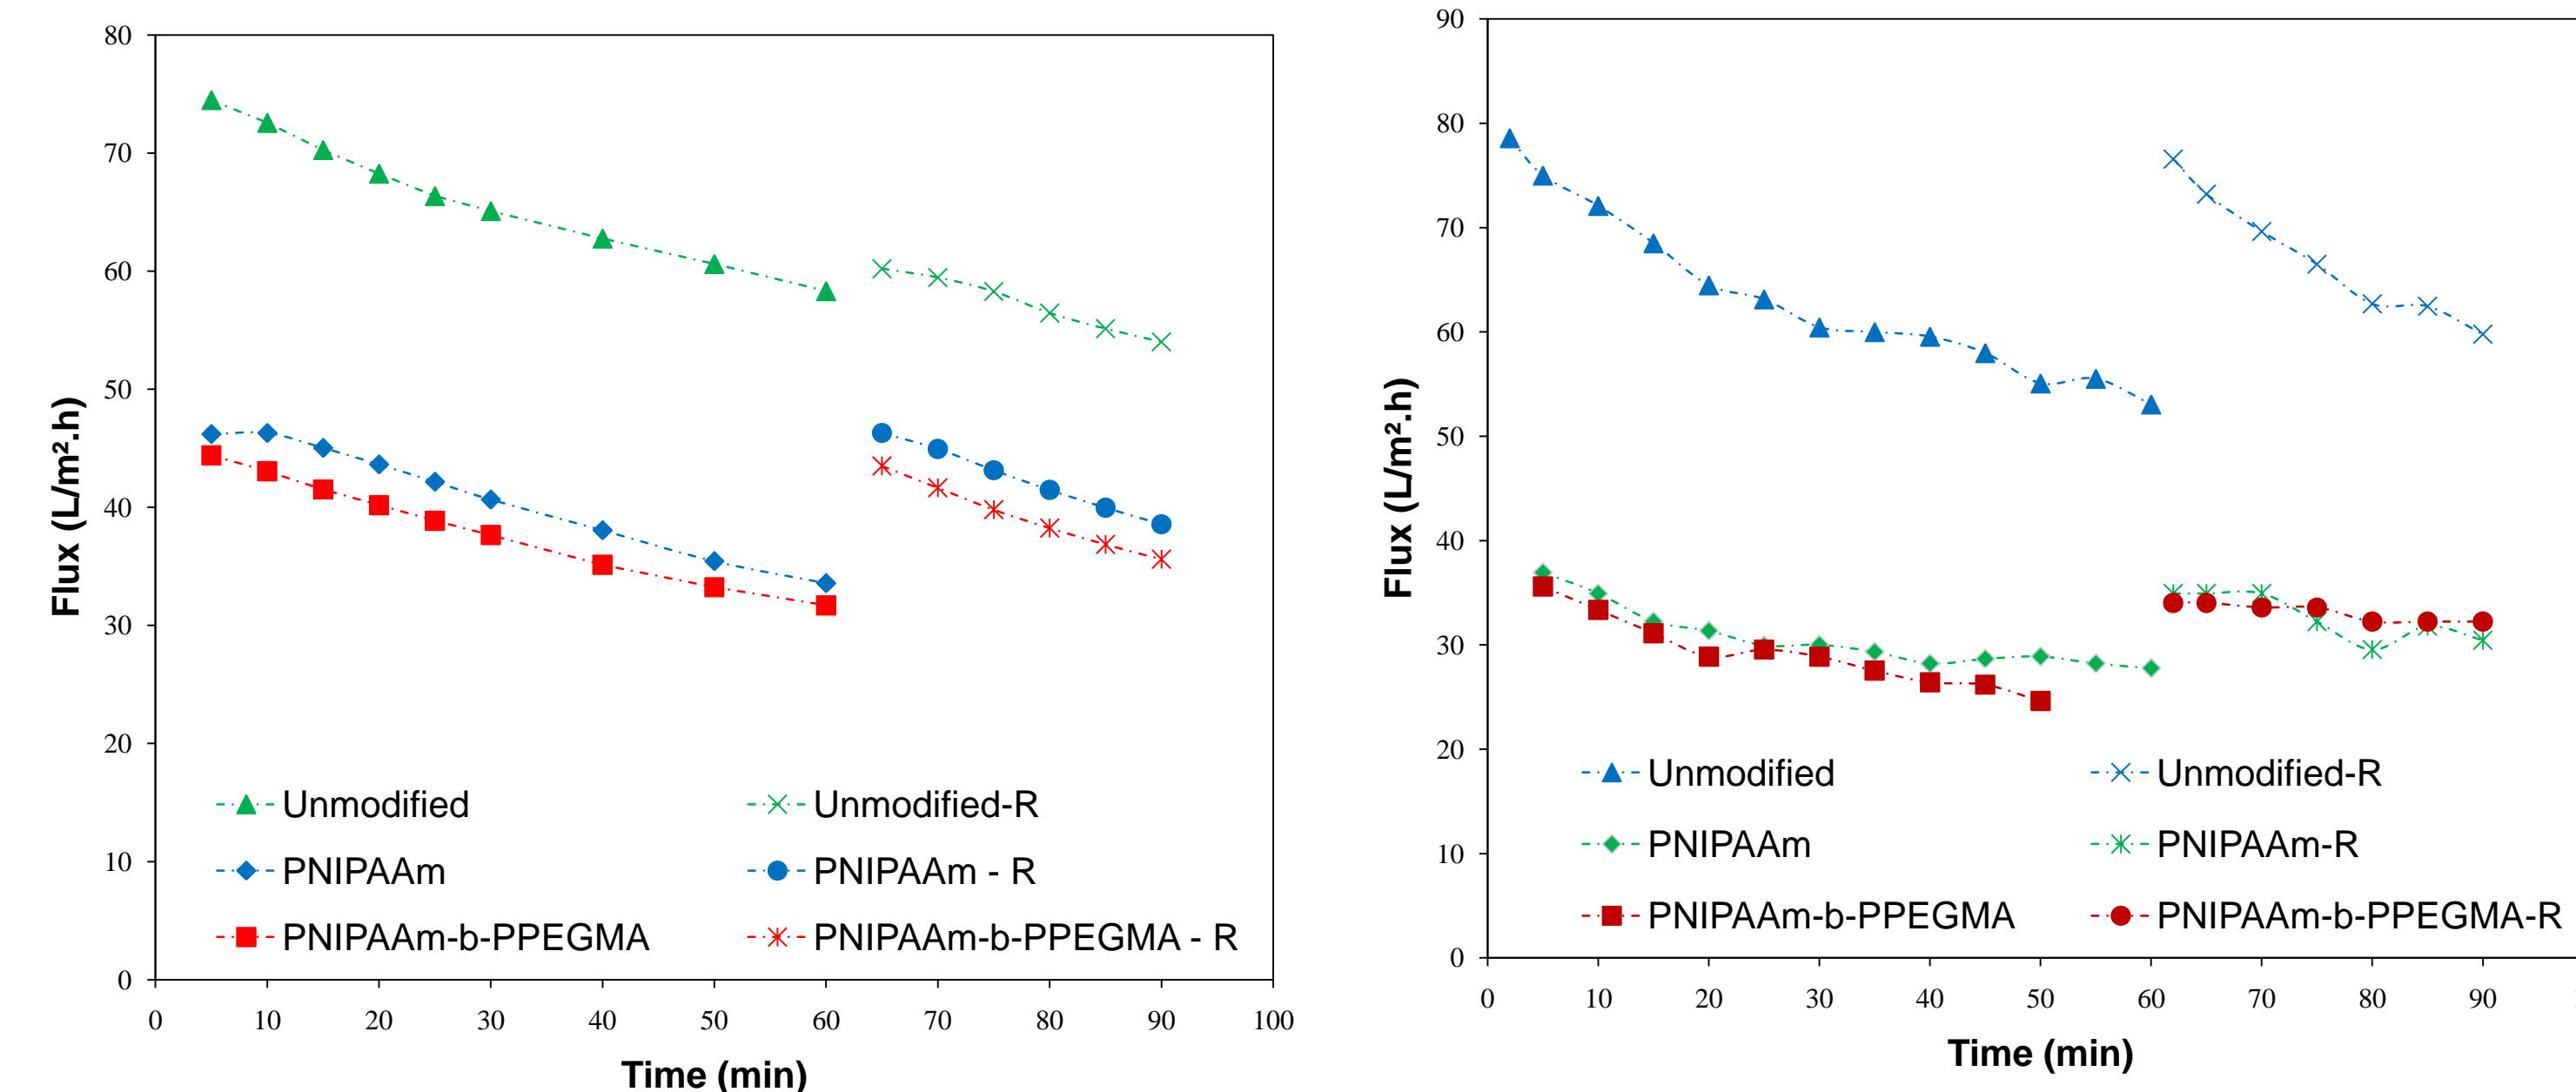 80
70
60
50
40
30
20
10
0
Flux (L/m².h)
0 10 20 30 40 50 60 70 80 90 100
Time (min)
Unmodified Unmodified-R
PNIPAAm PNIPAAm - R
PNIPAAm-b-PPEGMA PNIPAAm-b-PPEGMA - R
90
80
70
60
50
40
30
20
10
0
Flux (L/m².h)
0 10 20 30 40 50 60 70 80 90
Time (min)
Unmodified Unmodified-R
PNIPAAm PNIPAAm-R
PNIPAAm-b-PPEGMA PNIPAAm-b-PPEGMA-R